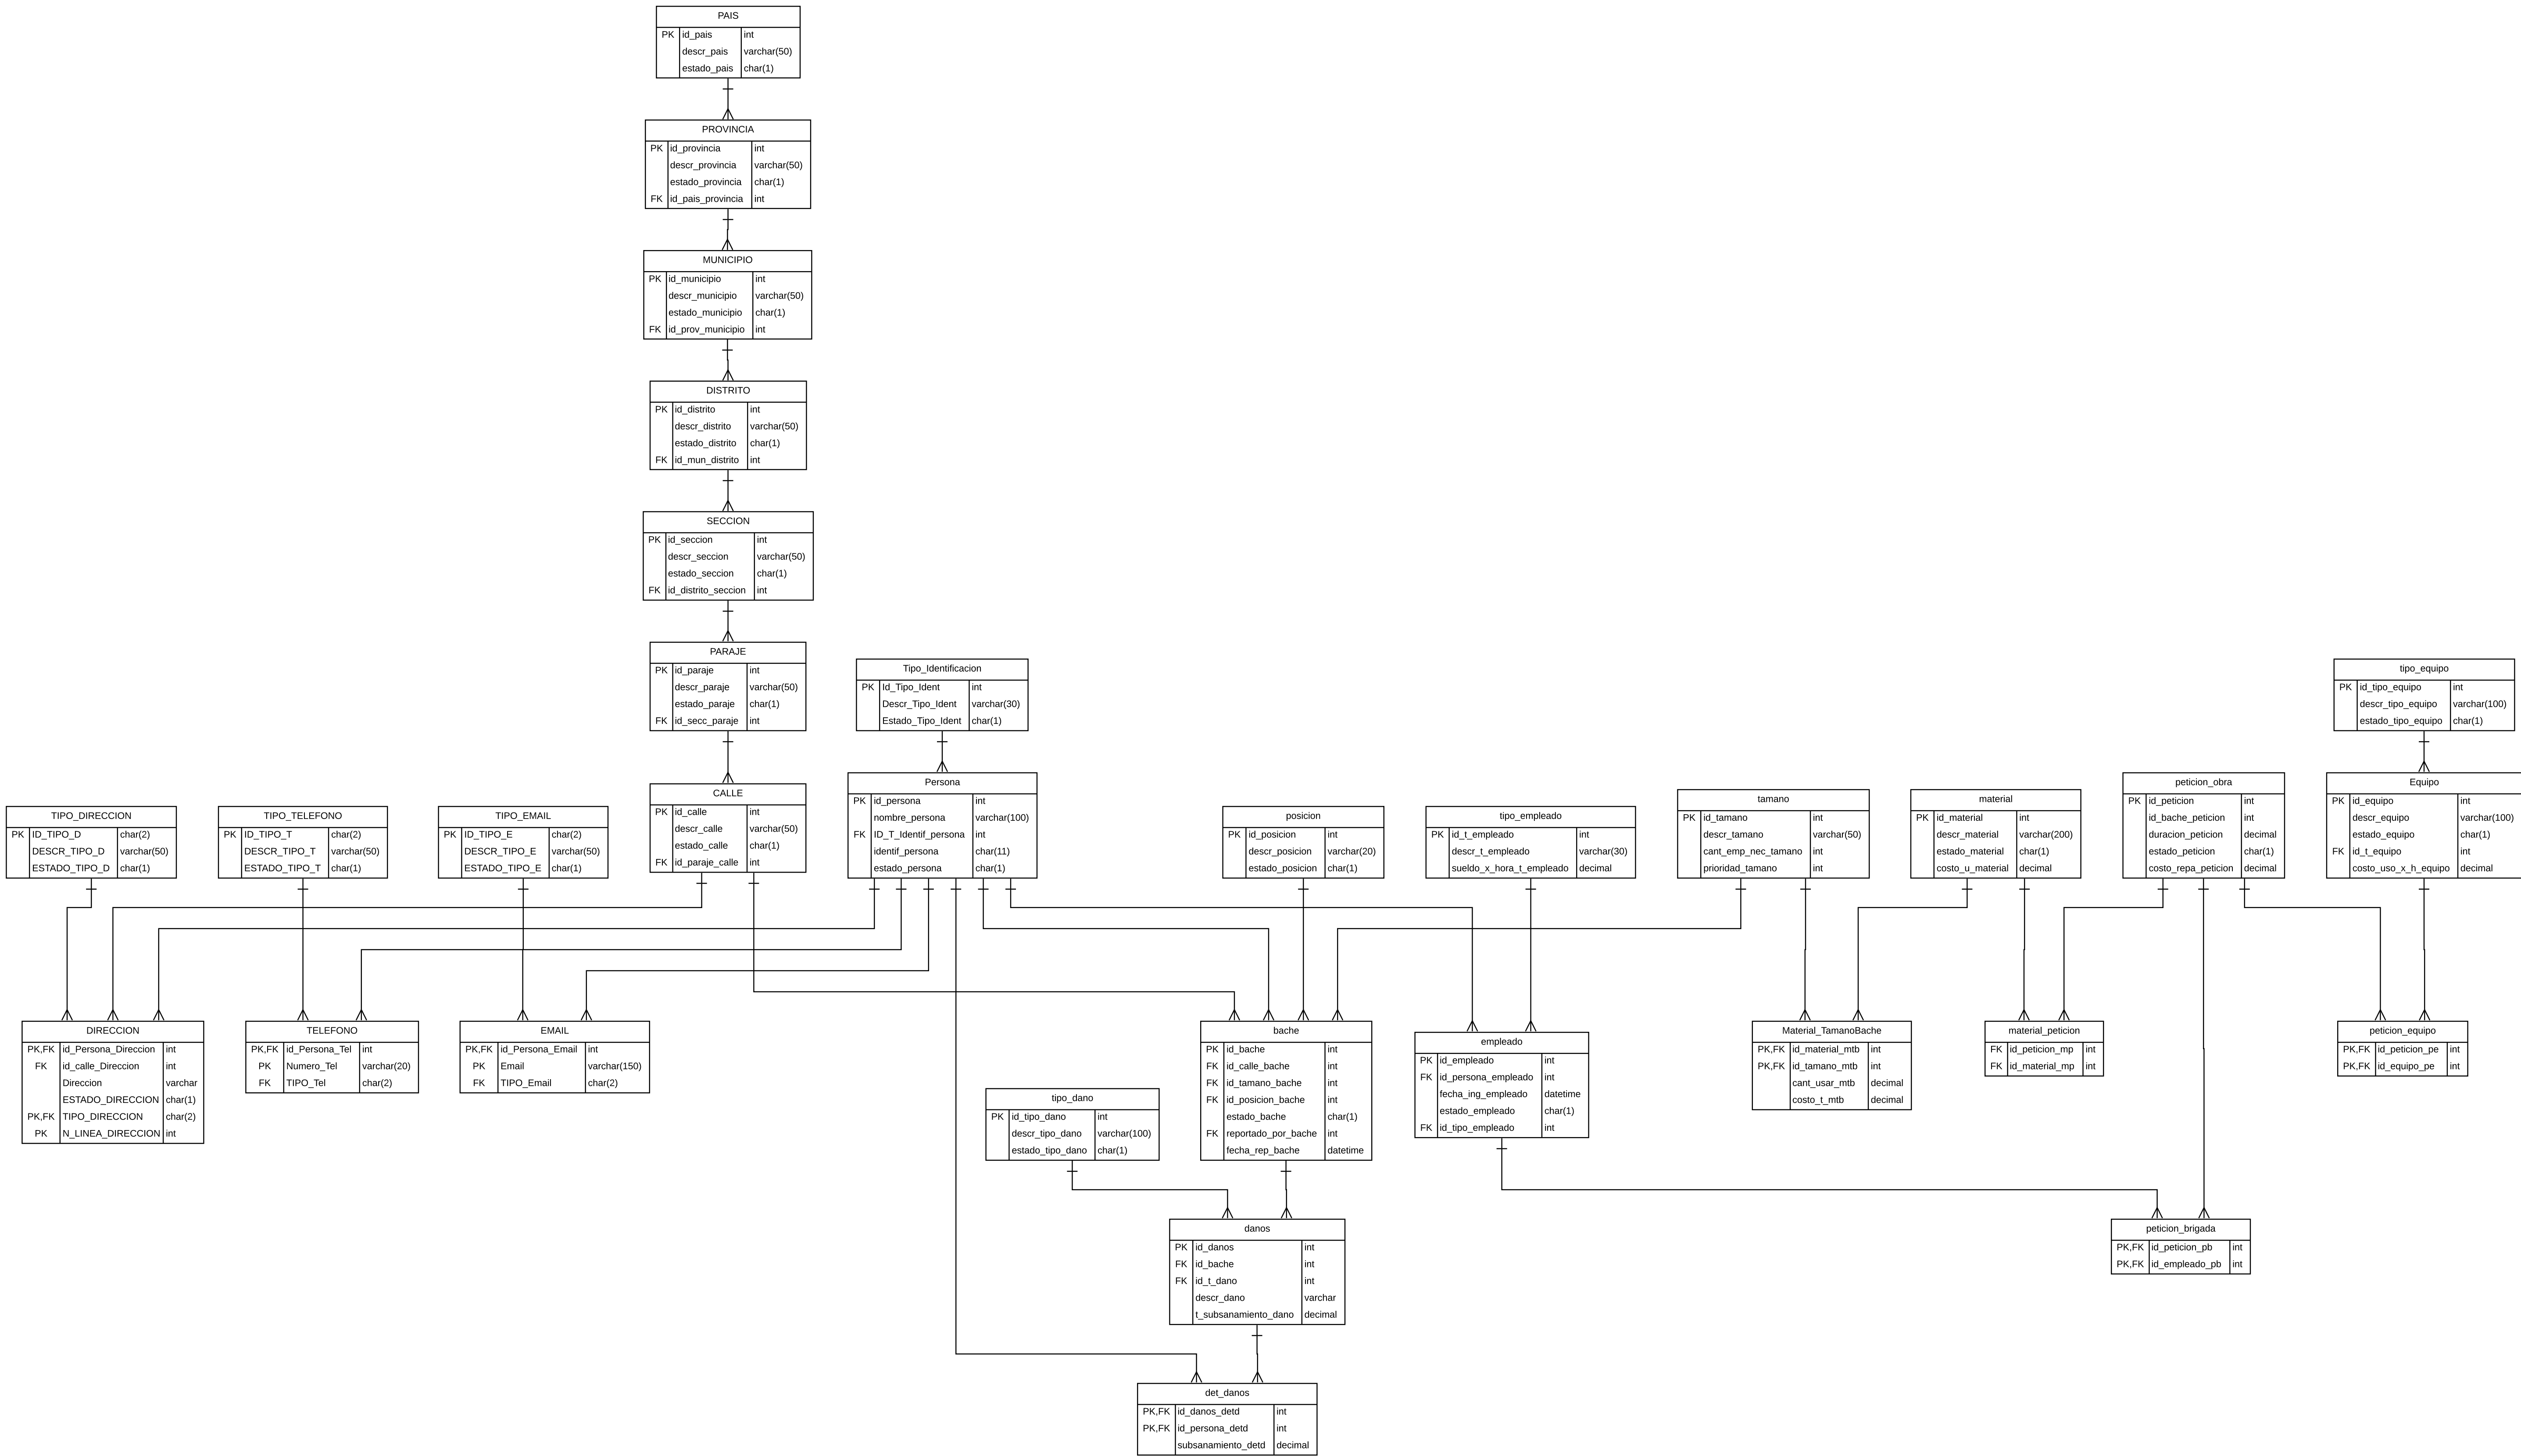 PAIS
PK id_pais int
descr_pais varchar(50)
estado_pais char(1)
PROVINCIA
PK id_provincia int
descr_provincia varchar(50)
estado_provincia char(1)
FK id_pais_provincia int
MUNICIPIO
PK id_municipio int
descr_municipio varchar(50)
estado_municipio char(1)
FK id_prov_municipio int
DISTRITO
PK id_distrito int
descr_distrito varchar(50)
estado_distrito char(1)
FK id_mun_distrito int
SECCION
PK id_seccion int
descr_seccion varchar(50)
estado_seccion char(1)
FK id_distrito_seccion int
PARAJE
PK id_paraje int
descr_paraje varchar(50)
estado_paraje char(1)
FK id_secc_paraje int
Tipo_Identificacion
PK Id_Tipo_Ident int
Descr_Tipo_Ident varchar(30)
Estado_Tipo_Ident char(1)
tipo_equipo
PK id_tipo_equipo int
descr_tipo_equipo varchar(100)
estado_tipo_equipo char(1)
TIPO_DIRECCION
PK ID_TIPO_D char(2)
DESCR_TIPO_D varchar(50)
ESTADO_TIPO_D char(1)
TIPO_TELEFONO
PK ID_TIPO_T char(2)
DESCR_TIPO_T varchar(50)
ESTADO_TIPO_T char(1)
TIPO_EMAIL
PK ID_TIPO_E char(2)
DESCR_TIPO_E varchar(50)
ESTADO_TIPO_E char(1)
CALLE
PK id_calle int
descr_calle varchar(50)
estado_calle char(1)
FK id_paraje_calle int
Persona
PK id_persona int
nombre_persona varchar(100)
FK ID_T_Identif_persona int
identif_persona char(11)
estado_persona char(1)
posicion
PK id_posicion int
descr_posicion varchar(20)
estado_posicion char(1)
tipo_empleado
PK id_t_empleado int
descr_t_empleado varchar(30)
sueldo_x_hora_t_empleado decimal
tamano
PK id_tamano int
descr_tamano varchar(50)
cant_emp_nec_tamano int
prioridad_tamano int
material
PK id_material int
descr_material varchar(200)
estado_material char(1)
costo_u_material decimal
peticion_obra
PK id_peticion int
id_bache_peticion int
duracion_peticion decimal
estado_peticion char(1)
costo_repa_peticion decimal
Equipo
PK id_equipo int
descr_equipo varchar(100)
estado_equipo char(1)
FK id_t_equipo int
costo_uso_x_h_equipo decimal
DIRECCION
PK,FK id_Persona_Direccion int
FK id_calle_Direccion int
Direccion varchar
ESTADO_DIRECCION char(1)
PK,FK TIPO_DIRECCION char(2)
PK N_LINEA_DIRECCION int
TELEFONO
PK,FK id_Persona_Tel int
PK Numero_Tel varchar(20)
FK TIPO_Tel char(2)
EMAIL
PK,FK id_Persona_Email int
PK Email varchar(150)
FK TIPO_Email char(2)
tipo_dano
PK id_tipo_dano int
descr_tipo_dano varchar(100)
estado_tipo_dano char(1)
bache
PK id_bache int
FK id_calle_bache int
FK id_tamano_bache int
FK id_posicion_bache int
estado_bache char(1)
FK reportado_por_bache int
fecha_rep_bache datetime
empleado
PK id_empleado int
FK id_persona_empleado int
fecha_ing_empleado datetime
estado_empleado char(1)
FK id_tipo_empleado int
Material_TamanoBache
PK,FK id_material_mtb int
PK,FK id_tamano_mtb int
cant_usar_mtb decimal
costo_t_mtb decimal
material_peticion
FK id_peticion_mp int
FK id_material_mp int
peticion_equipo
PK,FK id_peticion_pe int
PK,FK id_equipo_pe int
danos
PK id_danos int
FK id_bache int
FK id_t_dano int
descr_dano varchar
t_subsanamiento_dano decimal
peticion_brigada
PK,FK id_peticion_pb int
PK,FK id_empleado_pb int
det_danos
PK,FK id_danos_detd int
PK,FK id_persona_detd int
subsanamiento_detd decimal